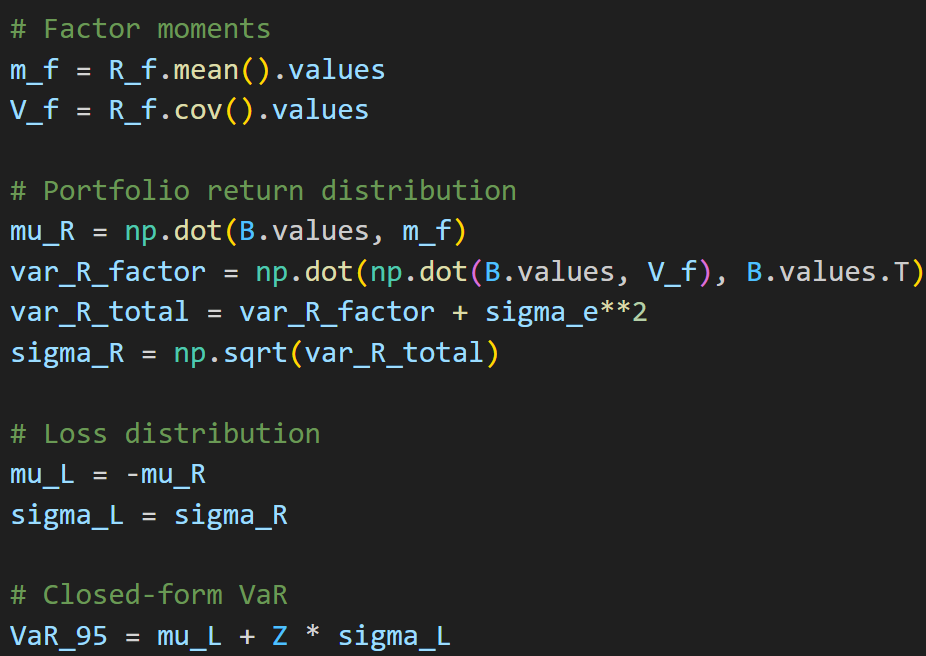 # Factor moments
m_f = R_f.mean().values
V_f = R_f.cov().values
# Portfolio return distribution
mu_R = np.dot(B.values, m_f)
var_R_factor = np.dot(np.dot(B.values, V_f), B.values.T)
var_R_total = var_R_factor + sigma_e**2
sigma_R = np.sqrt(var_R_total)
# Loss distribution
mu_L = -mu_R
sigma_L = sigma_R
# Closed-form VaR
VaR_95 = mu_L + Z * sigma_L